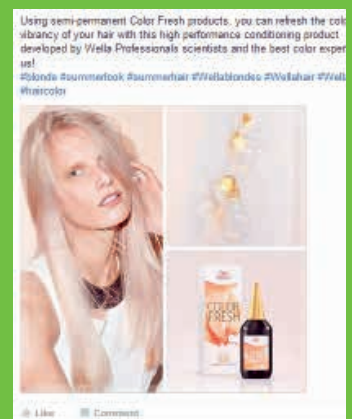 Using semi-permanent Color Fresh products, you can refresh the colo
vibrancy of your hair with this high performance conditioning product
developed by Wella Professionals scientists and the best color exper
us!
#blonde #summerlook #summerhair #Wellablondes #Wellahair #Wella
#haircolor
COLOR
FRESH
Like Comment